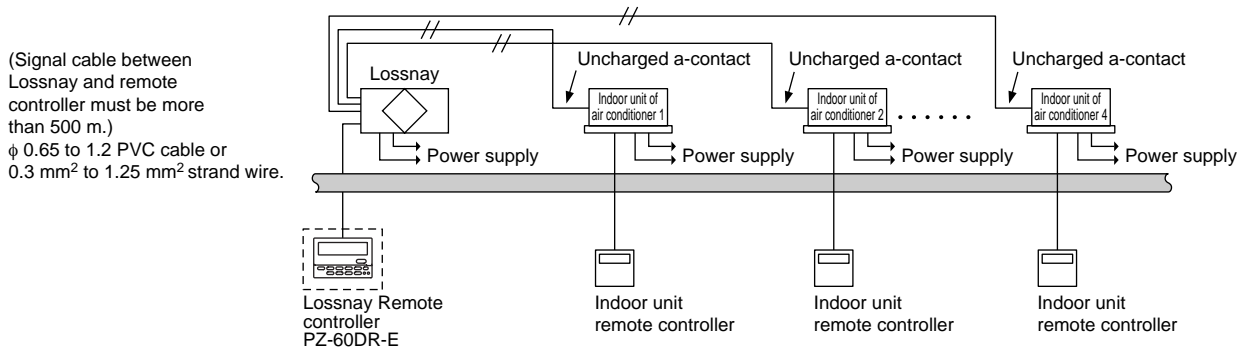 (Signal cable between
Lossnay and remote
controller must be more
than 500 m.)
ϕ 0.65 to 1.2 PVC cable or
0.3 mm² to 1.25 mm² strand wire.
Lossnay
Uncharged a-contact
Uncharged a-contact
Uncharged a-contact
Indoor unit of
air conditioner 1
Indoor unit of
air conditioner 2
Indoor unit of
air conditioner 4
Power supply
Power supply
Power supply
Power supply
Lossnay Remote
controller
PZ-60DR-E
Indoor unit
remote controller
Indoor unit
remote controller
Indoor unit
remote controller